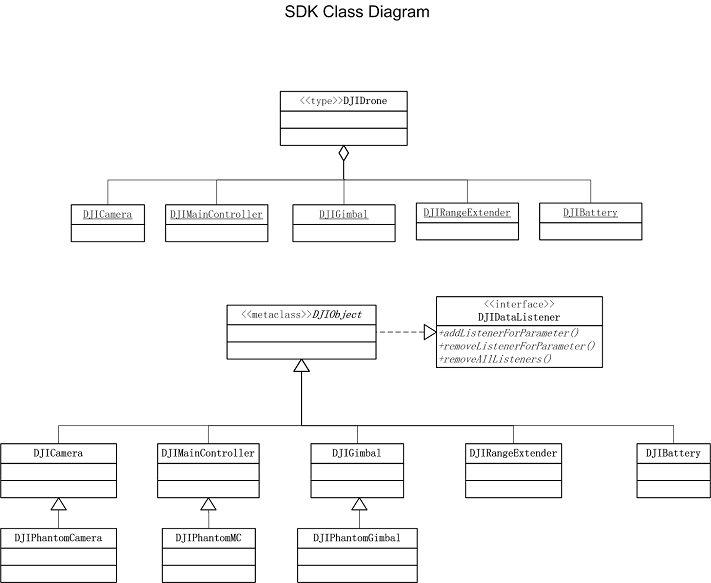 SDK Class Diagram
<<type>>DJIDrone
DJICamera
DJIMainController
DJIGimbal
DJIRangeExtender
DJIBattery
<<metaclass>>DJIObject
<<interface>>
DJIDataListener
+addListenerForParameter()
+removeListenerForParameter()
+removeAllListeners()
DJICamera
DJIMainController
DJIGimbal
DJIRangeExtender
DJIBattery
DJIPhantomCamera
DJIPhantomMC
DJIPhantomGimbal